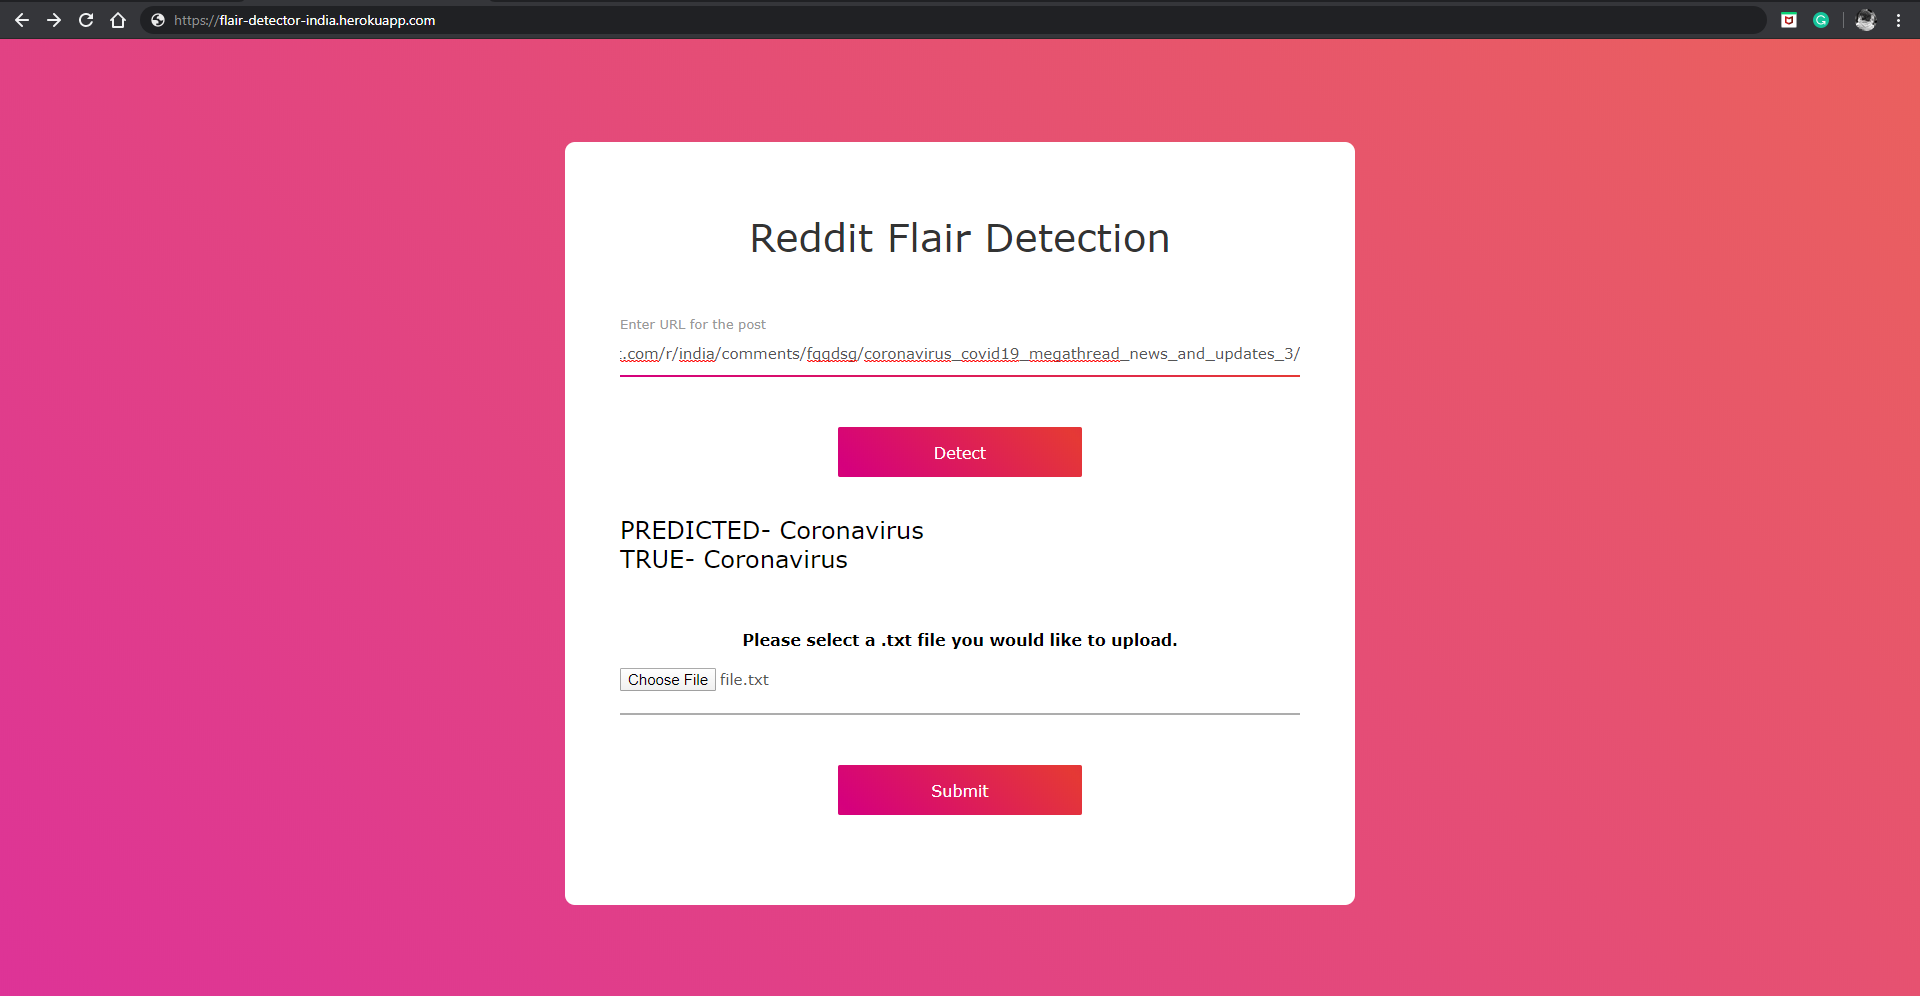 https://flair-detector-india.herokuapp.com
Reddit Flair Detection
Enter URL for the post
:.com/r/india/comments/fqqdsg/coronavirus_covid19_megathread_news_and_updates_3/
Detect
PREDICTED- Coronavirus
TRUE- Coronavirus
Please select a .txt file you would like to upload.
Choose File file.txt
Submit